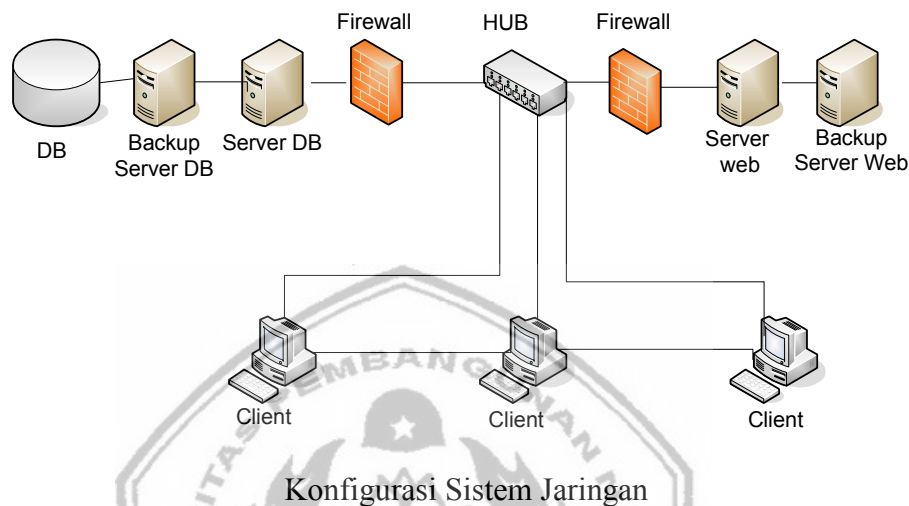 Firewall
HUB
Firewall
DB
Backup
Server DB
Server DB
Server
web
Backup
Server Web
Client
Client
Client
PEMBANGUNAN
Konfigurasi Sistem Jaringan